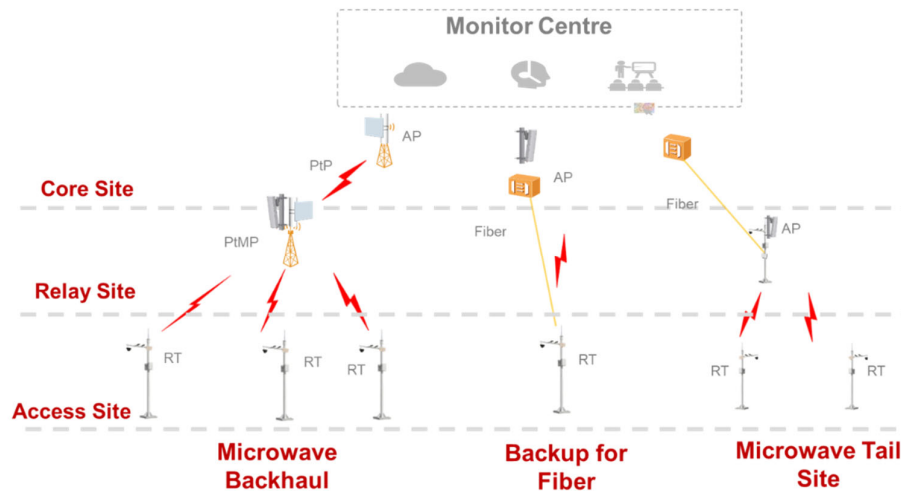 Monitor Centre
AP
PtP
AP
Core Site
Fiber
PtMP
Fiber
AP
Relay Site
RT
RT
RT
RT
RT
RT
Access Site
Microwave
Backhaul
Backup for
Fiber
Microwave Tail
Site